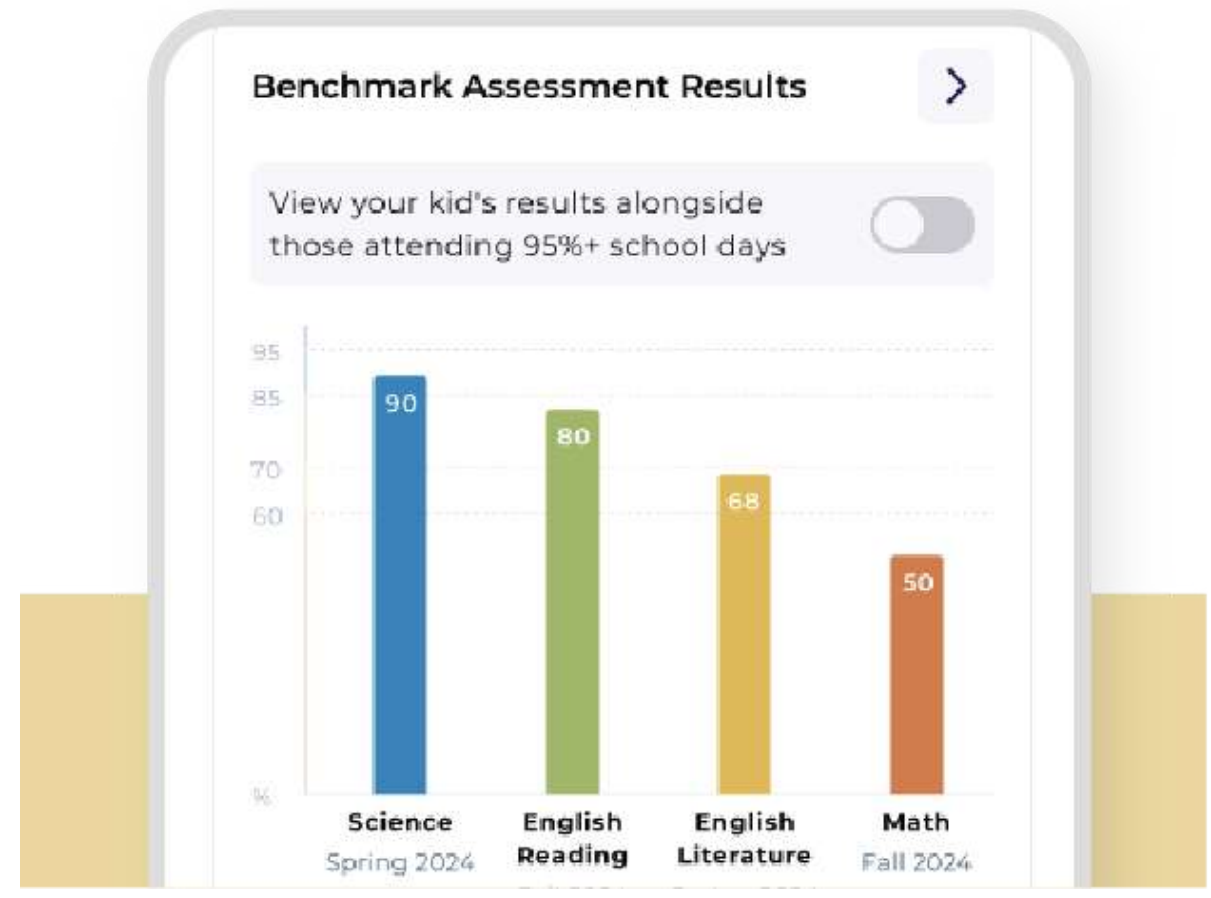 Benchmark Assessment Results
View your kid's results alongside
those attending 95%+ school days
95
85
70
60
%
90
80
68
50
Science
English
English
Math
Spring 2024
Reading
Literature
Fall 2024